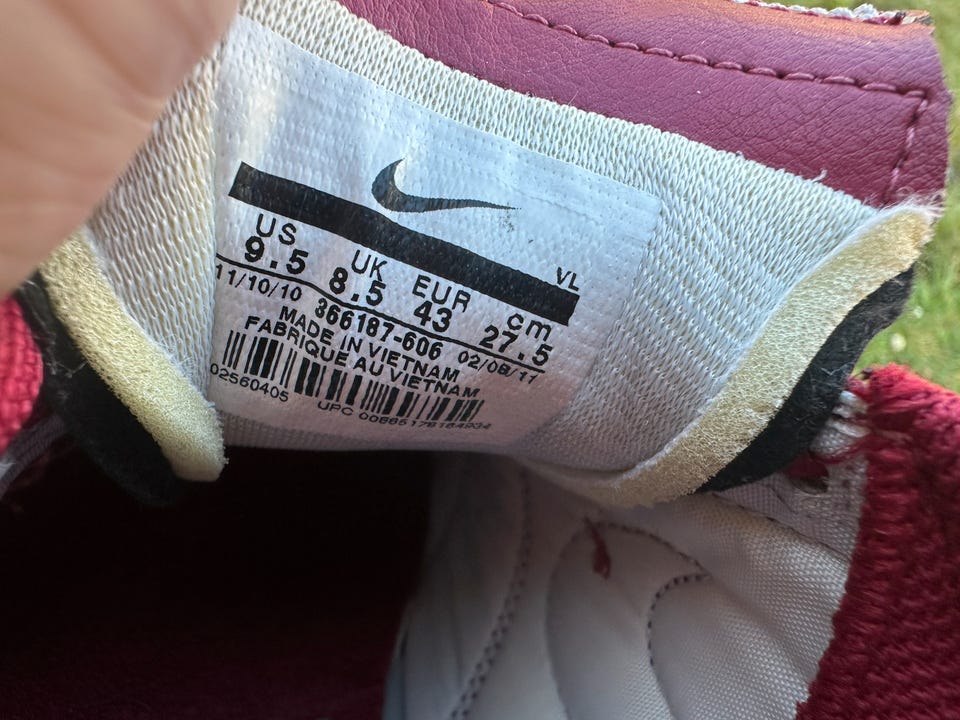 VL
US UK EUR cm
9.5 8.5 43 27.5
11/10/10 366187-606 02/08/11
MADE IN VIETNAM
FABRIQUE AU VIETNAM
02560405
UPC